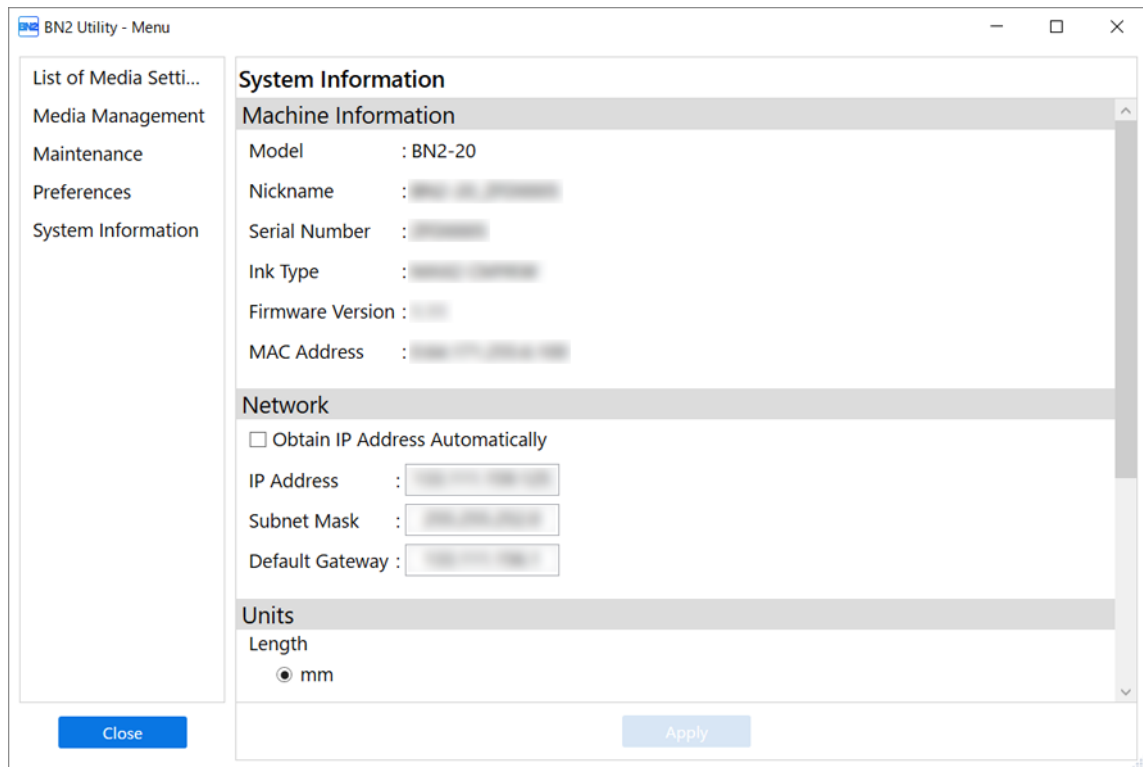 BN2 BN2 Utility - Menu
List of Media Setti...
Media Management
Maintenance
Preferences
System Information
System Information
Machine Information
Model : BN2-20
Nickname :
Serial Number :
Ink Type :
Firmware Version :
MAC Address :
Network
Obtain IP Address Automatically
IP Address :
Subnet Mask :
Default Gateway :
Units
Length
mm
Close
Apply